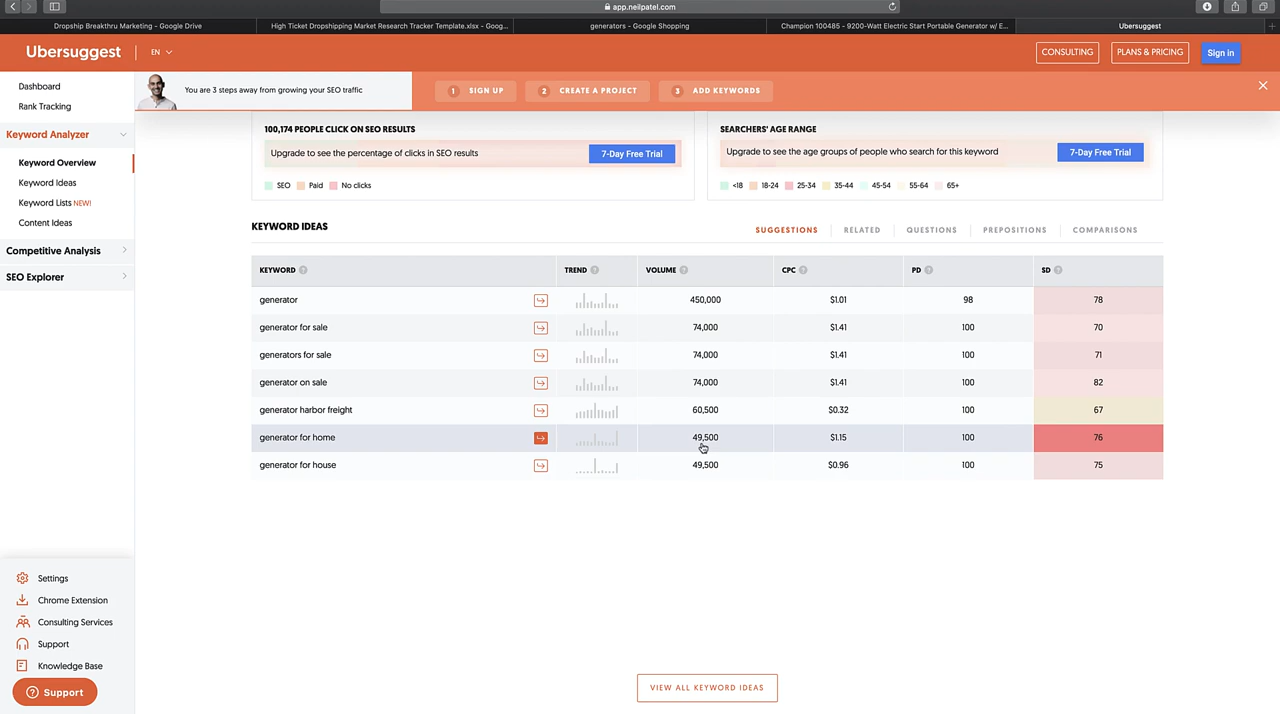 app.neilpatel.com
Dropship Breakthru Marketing - Google Drive
High Ticket Dropshipping Market Research Tracker Template.xlsx - Goog...
generators - Google Shopping
Champion 100485 - 9200-Watt Electric Start Portable Generator w/ E...
Ubersuggest
Ubersuggest
EN
CONSULTING
PLANS & PRICING
Sign in
Dashboard
Rank Tracking
Keyword Analyzer
Keyword Overview
Keyword Ideas
Keyword Lists NEW!
Content Ideas
Competitive Analysis
SEO Explorer
You are 3 steps away from growing your SEO traffic
1 SIGN UP
2 CREATE A PROJECT
3 ADD KEYWORDS
100,174 PEOPLE CLICK ON SEO RESULTS
Upgrade to see the percentage of clicks in SEO results
7-Day Free Trial
SEO Paid No clicks
SEARCHERS' AGE RANGE
Upgrade to see the age groups of people who search for this keyword
7-Day Free Trial
<18 18-24 25-34 35-44 45-54 55-64 65+
KEYWORD IDEAS
SUGGESTIONS RELATED QUESTIONS PREPOSITIONS COMPARISONS
KEYWORD ? TREND ? VOLUME ? CPC ? PD ? SD ?
generator 450,000 $1.01 98 78
generator for sale 74,000 $1.41 100 70
generators for sale 74,000 $1.41 100 71
generator on sale 74,000 $1.41 100 82
generator harbor freight 60,500 $0.32 100 67
generator for home 49,500 $1.15 100 76
generator for house 49,500 $0.96 100 75
VIEW ALL KEYWORD IDEAS
Settings
Chrome Extension
Consulting Services
Support
Knowledge Base
? Support